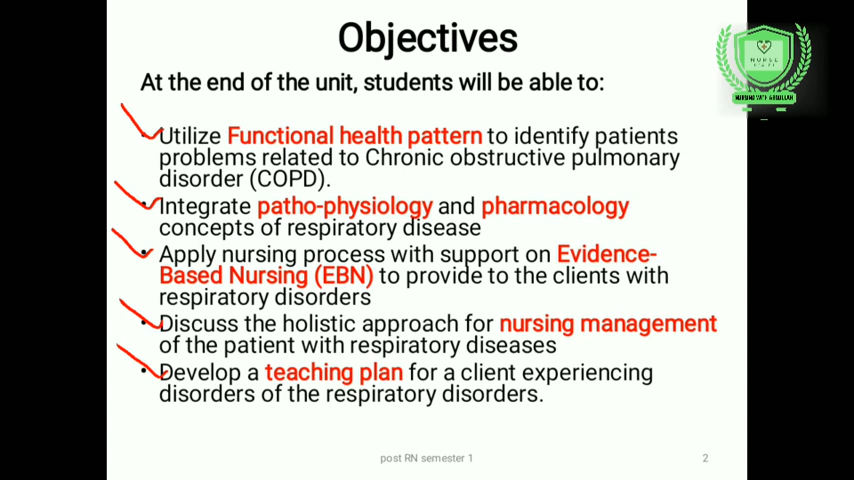 Objectives
At the end of the unit, students will be able to:
• Utilize Functional health pattern to identify patients
problems related to Chronic obstructive pulmonary
disorder (COPD).
• Integrate patho-physiology and pharmacology
concepts of respiratory disease
• Apply nursing process with support on Evidence-
Based Nursing (EBN) to provide to the clients with
respiratory disorders
• Discuss the holistic approach for nursing management
of the patient with respiratory diseases
• Develop a teaching plan for a client experiencing
disorders of the respiratory disorders.
post RN semester 1
2
NURSE
NURSING WITH ABDULLAH